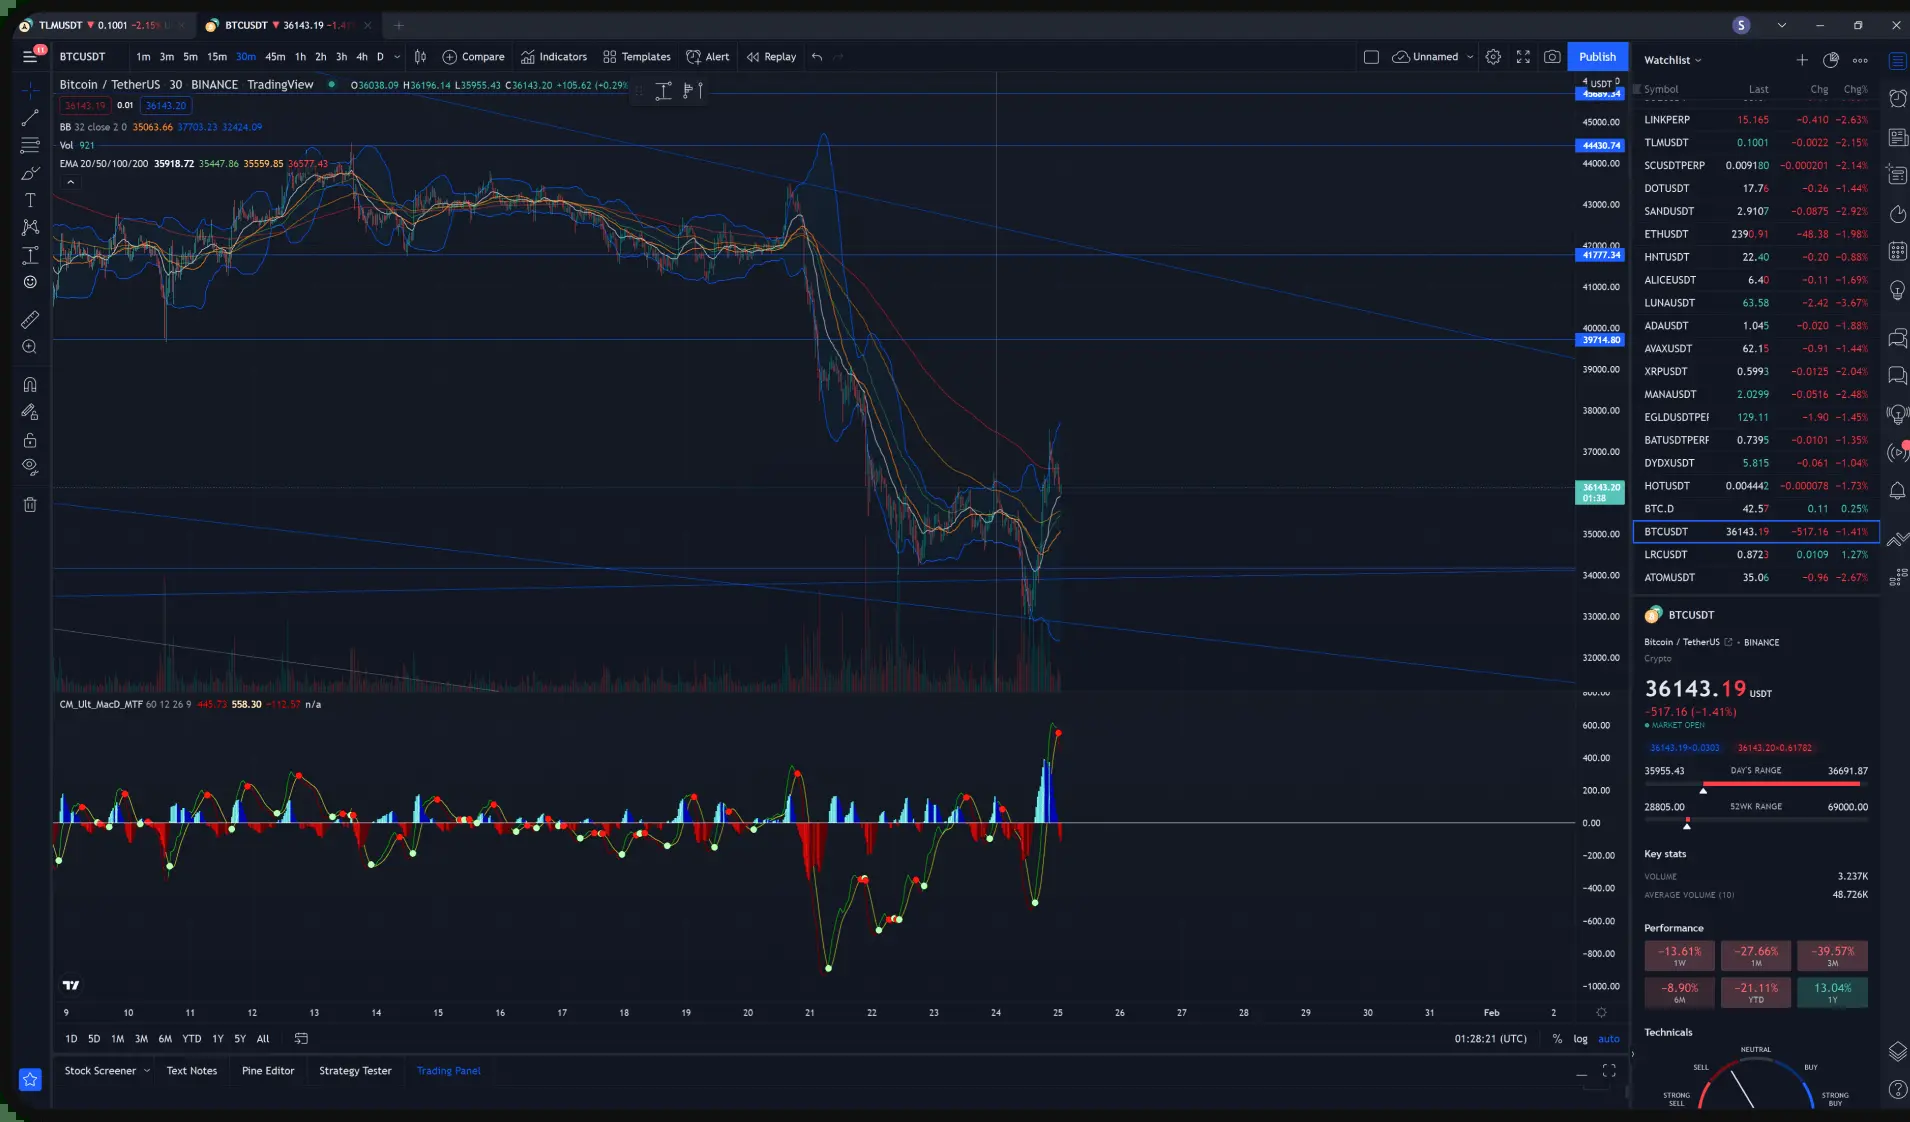 TLMUSDT ▼ 0.1001 −2.15%
BTCUSDT ▼ 36143.19 −1.41
S
11
BTCUSDT 1m 3m 5m 15m 30m 45m 1h 2h 3h 4h D Compare Indicators Templates Alert Replay Unnamed Publish
Bitcoin / TetherUS 30 BINANCE TradingView O36038.09 H36196.14 L35955.43 C36143.20 +105.62 (+0.29%
36143.19 0.01 36143.20
BB 32 close 2 0 35063.66 37703.23 32424.09
Vol 921
EMA 20/50/100/200 35918.72 35447.86 35559.85 36577.43
USDT
45689.34
45000.00
44430.74
44000.00
43000.00
42000.00
41777.34
41000.00
40000.00
39714.80
39000.00
38000.00
37000.00
36143.20
01:38
35000.00
34000.00
33000.00
32000.00
CM_Ult_MacD_MTF 60 12 26 9 445.73 558.30 −112.57 n/a
800.00
600.00
400.00
200.00
0.00
−200.00
−400.00
−600.00
−800.00
−1000.00
9 10 11 12 13 14 15 16 17 18 19 20 21 22 23 24 25 26 27 28 29 30 31 Feb 2
1D 5D 1M 3M 6M YTD 1Y 5Y All
01:28:21 (UTC) % log auto
Stock Screener Text Notes Pine Editor Strategy Tester Trading Panel
Watchlist
Symbol Last Chg Chg%
LINKPERP 15.165 −0.410 −2.63%
TLMUSDT 0.1001 −0.0022 −2.15%
SCUSDTPERP 0.009180 −0.000201 −2.14%
DOTUSDT 17.76 −0.26 −1.44%
SANDUSDT 2.9107 −0.0875 −2.92%
ETHUSDT 2390.91 −48.38 −1.98%
HNTUSDT 22.40 −0.20 −0.88%
ALICEUSDT 6.40 −0.11 −1.69%
LUNAUSDT 63.58 −2.42 −3.67%
ADAUSDT 1.045 −0.020 −1.88%
AVAXUSDT 62.15 −0.91 −1.44%
XRPUSDT 0.5993 −0.0125 −2.04%
MANAUSDT 2.0299 −0.0516 −2.48%
EGLDUSDTPEF 129.11 −1.90 −1.45%
BATUSDTPERF 0.7395 −0.0101 −1.35%
DYDXUSDT 5.815 −0.061 −1.04%
HOTUSDT 0.004442 −0.000078 −1.73%
BTC.D 42.57 0.11 0.25%
BTCUSDT 36143.19 −517.16 −1.41%
LRCUSDT 0.8723 0.0109 1.27%
ATOMUSDT 35.06 −0.96 −2.67%
BTCUSDT
Bitcoin / TetherUS • BINANCE
Crypto
36143.19 USDT
−517.16 (−1.41%)
MARKET OPEN
36143.19×0.0303 36143.20×0.61782
35955.43 DAY'S RANGE 36691.87
28805.00 52WK RANGE 69000.00
Key stats
VOLUME 3.237K
AVERAGE VOLUME (10) 48.726K
Performance
−13.61% −27.66% −39.57%
1W 1M 3M
−8.90% −21.11% 13.04%
6M YTD 1Y
Technicals
NEUTRAL
SELL BUY
STRONG SELL STRONG BUY